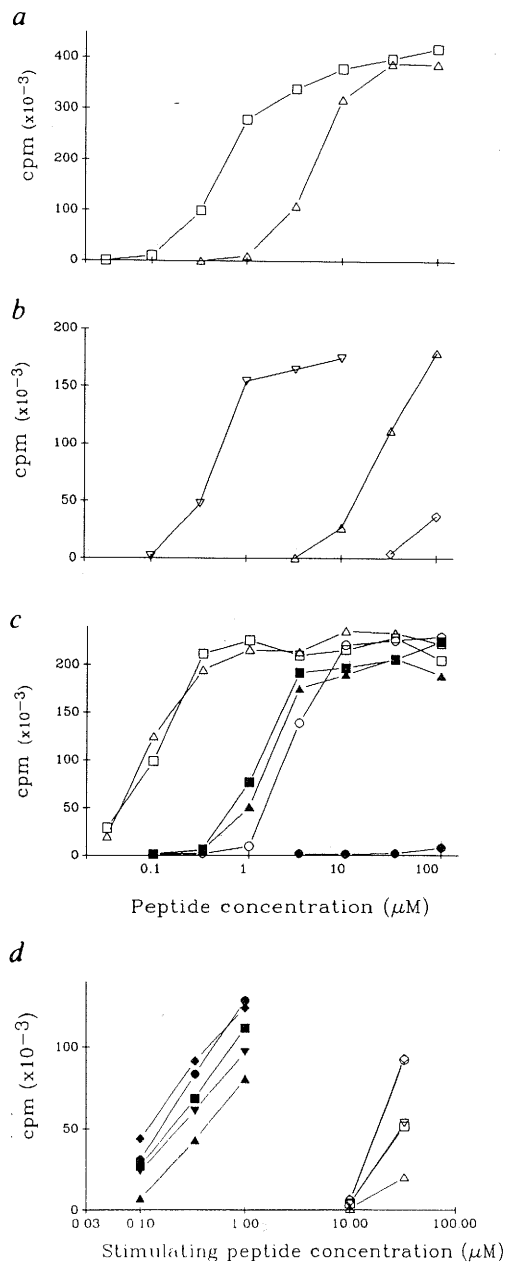 a
400
300
200
100
0
cpm (x10⁻³)
b
200
150
100
50
0
cpm (x10⁻³)
c
200
150
100
50
0
cpm (x10⁻³)
0.1 1 10 100
Peptide concentration (μM)
d
100
50
0
cpm (x10⁻³)
0 03 0 10 1 00 10 00 100.00
Stimulating peptide concentration (μM)